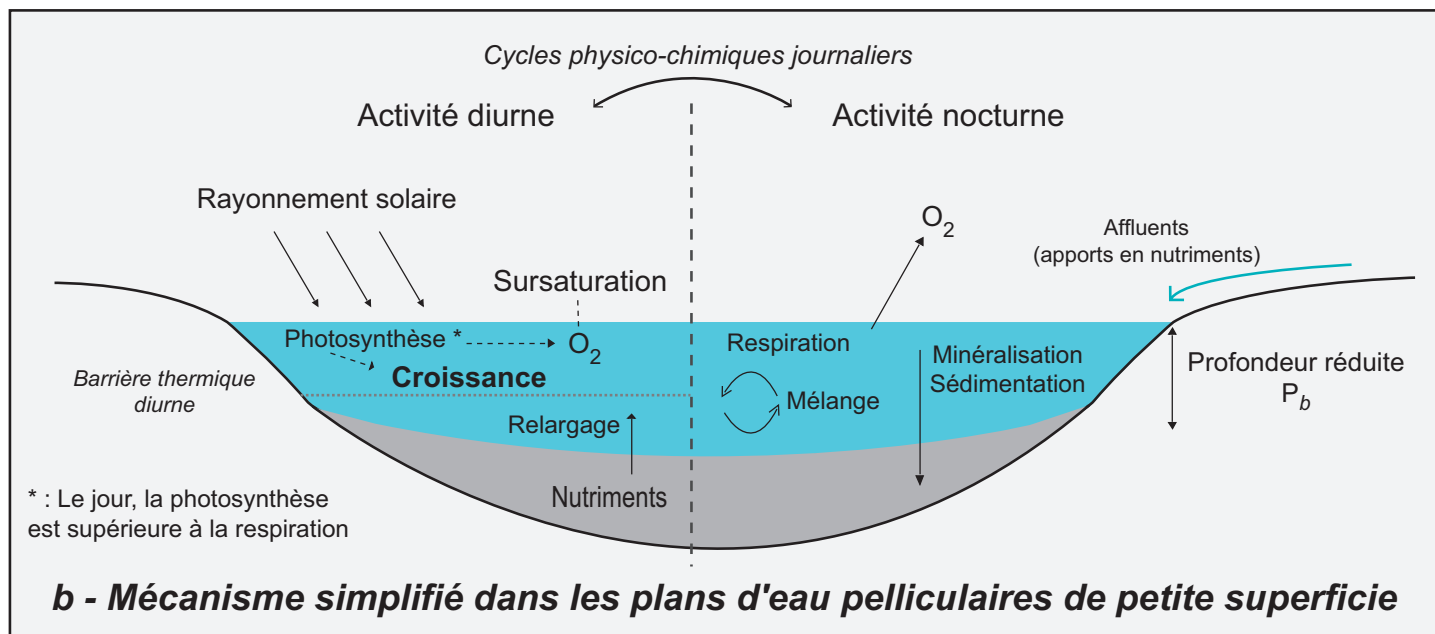 Cycles physico-chimiques journaliers
Activité diurne
Activité nocturne
Rayonnement solaire
O2
Affluents
(apports en nutriments)
Sursaturation
Photosynthèse *
O2
Respiration
Minéralisation
Sédimentation
Profondeur réduite
Pb
Barrière thermique
diurne
Croissance
Mélange
Relargage
Nutriments
* : Le jour, la photosynthèse
est supérieure à la respiration
b - Mécanisme simplifié dans les plans d'eau pelliculaires de petite superficie